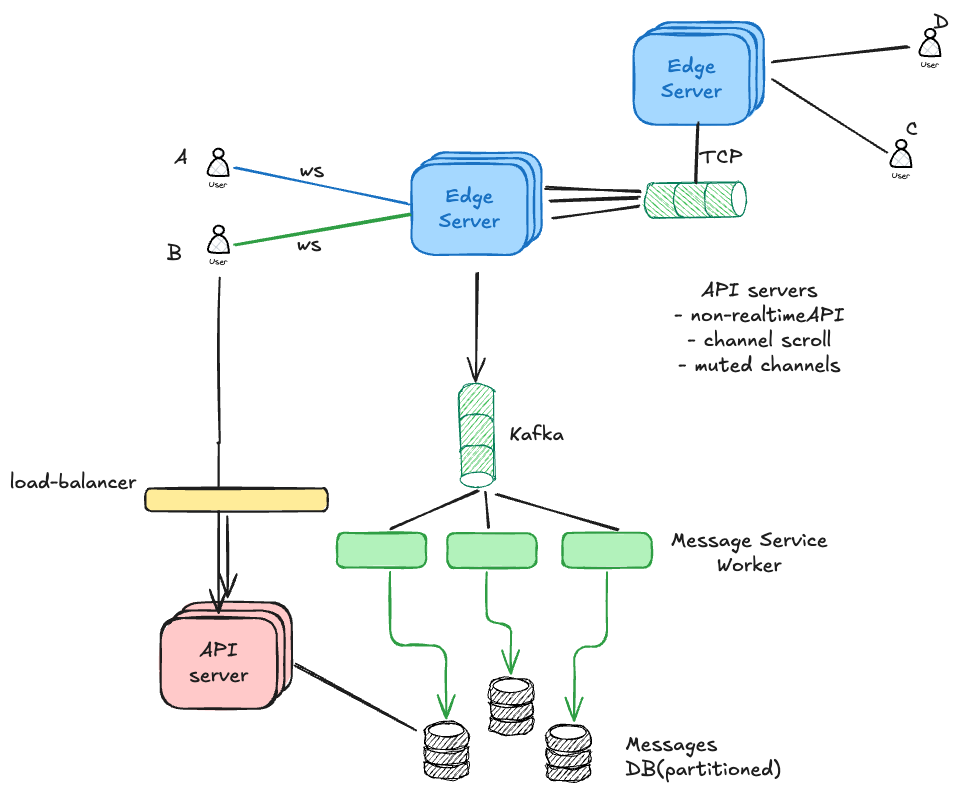 D
User
Edge
Server
C
User
TCP
A
User
ws
B
User
ws
Edge
Server
API servers
- non-realtimeAPI
- channel scroll
- muted channels
Kafka
load-balancer
Message Service
Worker
API
server
Messages
DB(partitioned)